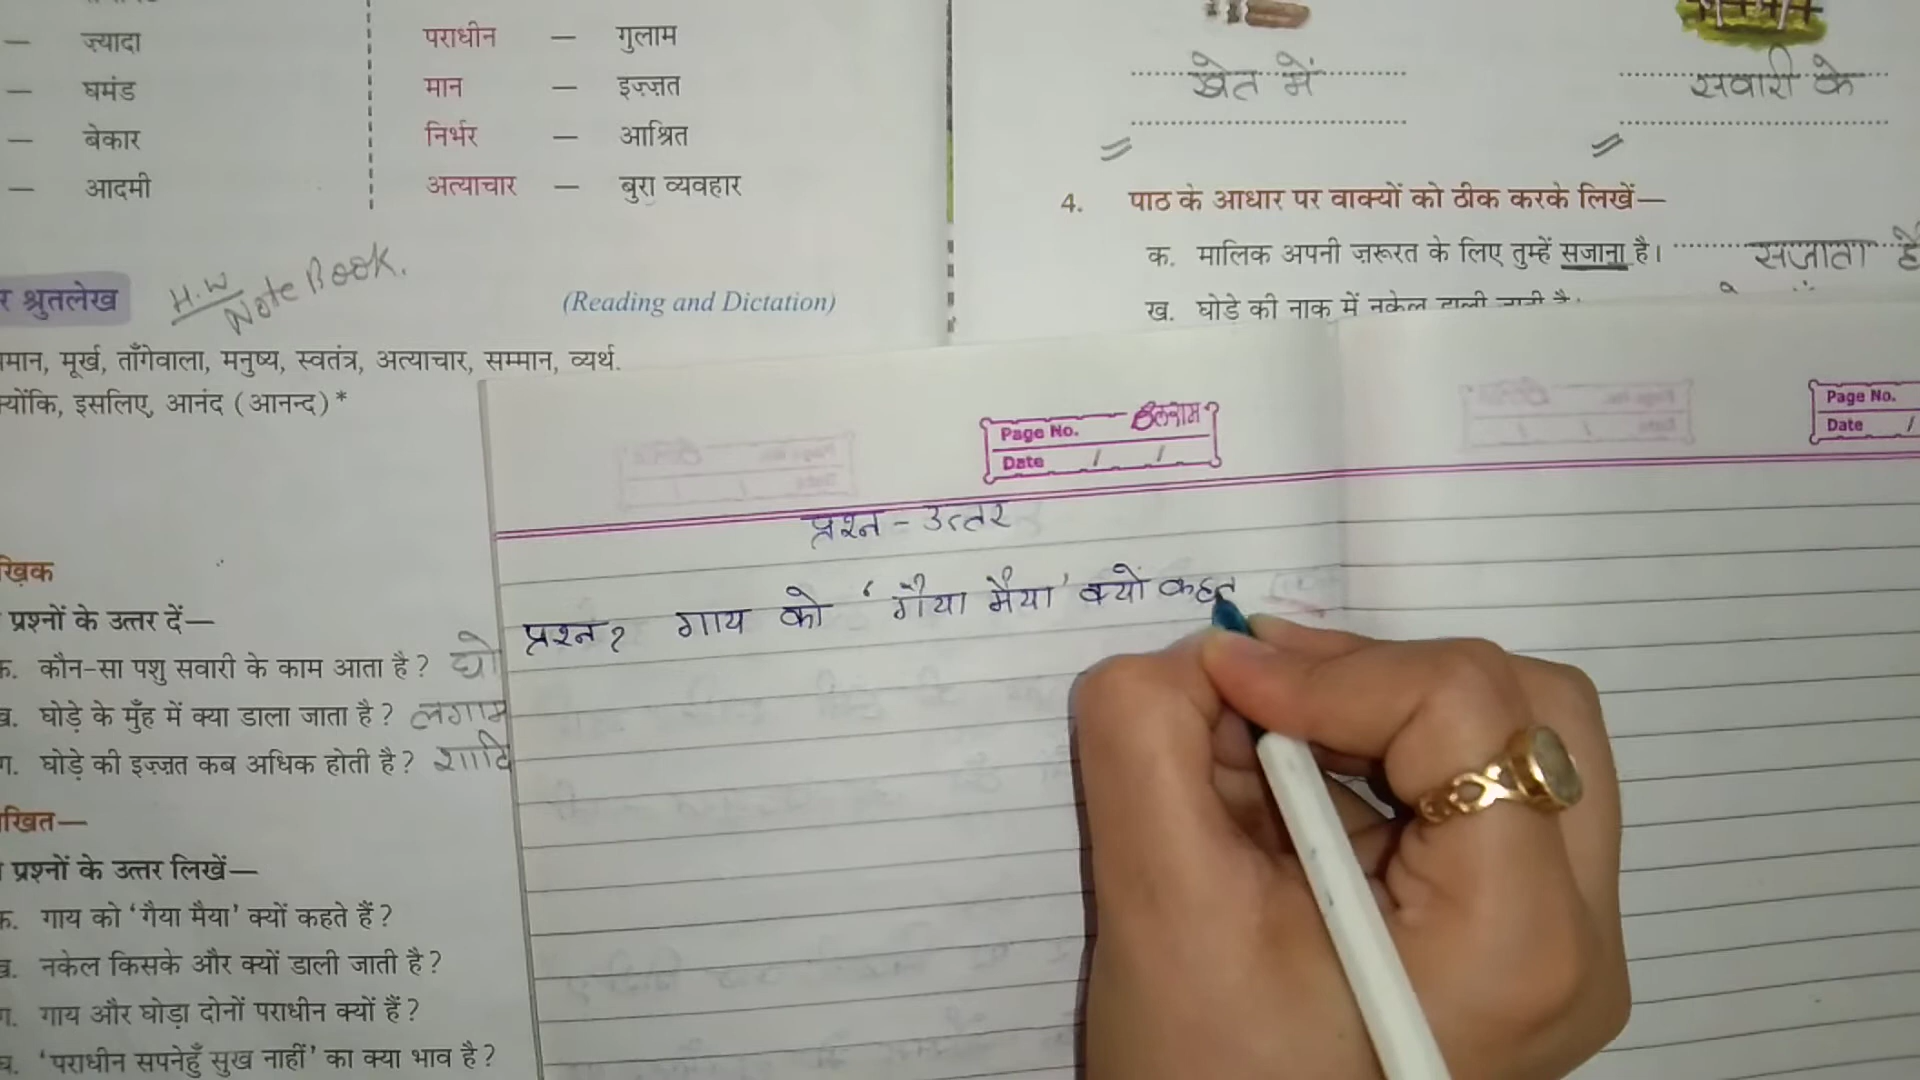 — ज़्यादा
— घमंड
— बेकार
— आदमी
पराधीन — गुलाम
मान — इज़्ज़त
निर्भर — आश्रित
अत्याचार — बुरा व्यवहार
र श्रुतलेख
H.W
NoteBook.
(Reading and Dictation)
मान, मूर्ख, ताँगेवाला, मनुष्य, स्वतंत्र, अत्याचार, सम्मान, व्यर्थ.
क्योंकि, इसलिए, आनंद (आनन्द)*
खिक
प्रश्नों के उत्तर दें—
क. कौन-सा पशु सवारी के काम आता है? घो
ख. घोड़े के मुँह में क्या डाला जाता है? लगाम
ग. घोड़े की इज़्ज़त कब अधिक होती है? शादि
खित—
प्रश्नों के उत्तर लिखें—
क. गाय को ‘गैया मैया’ क्यों कहते हैं?
ख. नकेल किसके और क्यों डाली जाती है?
ग. गाय और घोड़ा दोनों पराधीन क्यों हैं?
घ. ‘पराधीन सपनेहुँ सुख नाहीं’ का क्या भाव है?
खेत में
सवारी के
4. पाठ के आधार पर वाक्यों को ठीक करके लिखें—
क. मालिक अपनी ज़रूरत के लिए तुम्हें सजाना है। सजाता है
ख. घोड़े की नाक में नकेल डाली जाती है.
Page No.
Date / /
Page No.
Date /
प्रश्न - उत्तर
प्रश्न१ गाय को ‘गैया मैया’ क्यों कहत